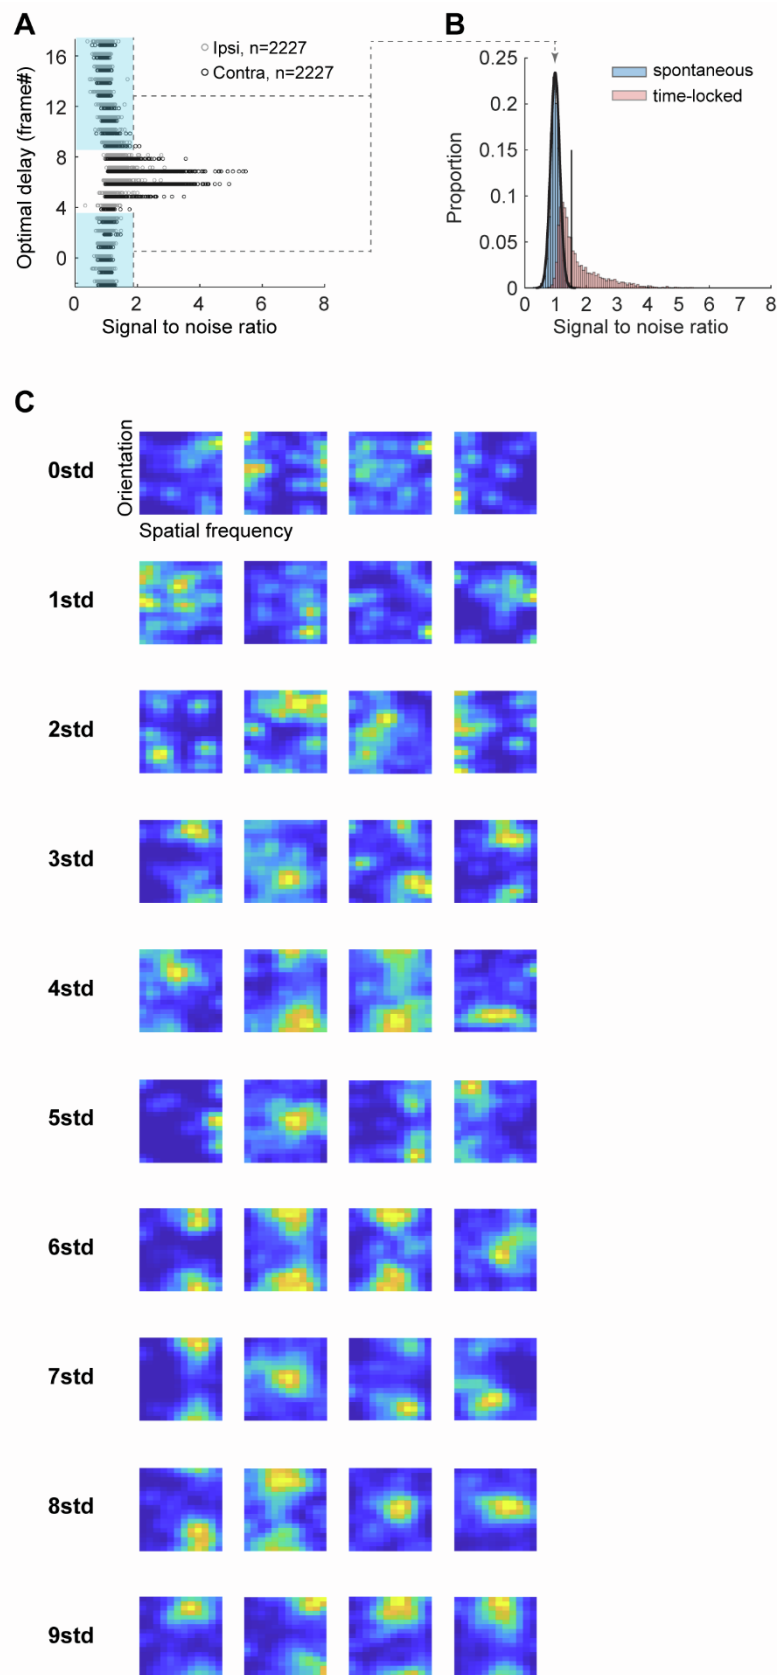 A
Optimal delay (frame#)
16
12
8
4
0
0 2 4 6 8
Signal to noise ratio
Ipsi, n=2227
Contra, n=2227
B
Proportion
0.25
0.2
0.15
0.1
0.05
0
0 1 2 3 4 5 6 7 8
Signal to noise ratio
spontaneous
time-locked
C
Orientation
0std
Spatial frequency
1std
2std
3std
4std
5std
6std
7std
8std
9std